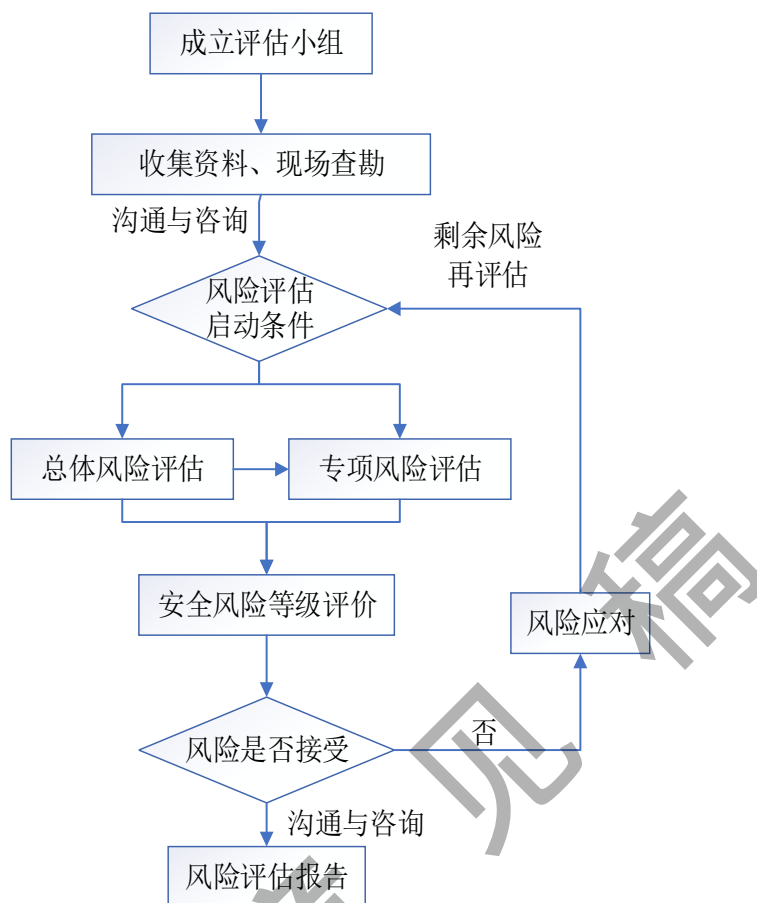 成立评估小组
收集资料、现场查勘
沟通与咨询
剩余风险
再评估
风险评估
启动条件
总体风险评估
专项风险评估
安全风险等级评价
风险应对
风险是否接受
否
沟通与咨询
风险评估报告
见
稿